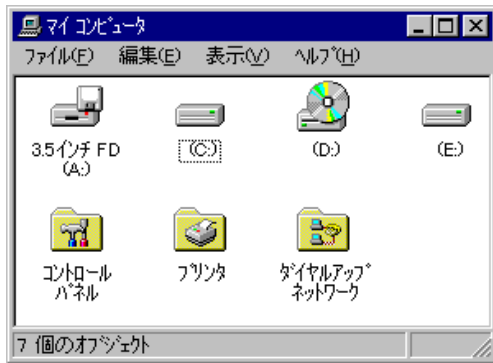 ﾏｲ ｺﾝﾋﾟｭｰﾀ
ﾌｧｲﾙ(F) 編集(E) 表示(V) ﾍﾙﾌﾟ(H)
3.5インチ FD
(A:)
(C:)
(D:)
(E:)
コントロール
パネル
プリンタ
ダイヤルアップ
ネットワーク
7 個のオブジェクト